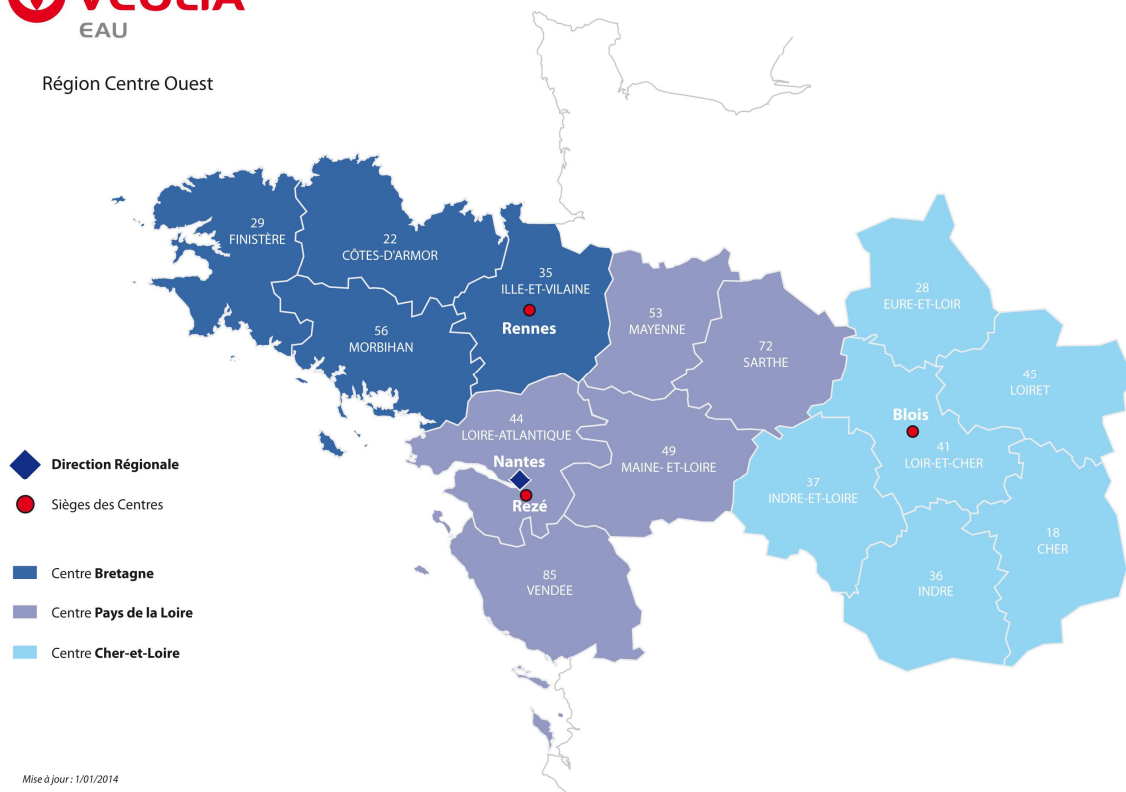 VEOLIA
EAU
Région Centre Ouest
29
FINISTÈRE
22
CÔTES-D'ARMOR
35
ILLE-ET-VILAINE
Rennes
56
MORBIHAN
53
MAYENNE
72
SARTHE
28
EURE-ET-LOIR
45
LOIRET
Blois
41
LOIR-ET-CHER
44
LOIRE-ATLANTIQUE
Nantes
Rezé
49
MAINE- ET-LOIRE
37
INDRE-ET-LOIRE
18
CHER
36
INDRE
85
VENDÉE
Direction Régionale
Sièges des Centres
Centre Bretagne
Centre Pays de la Loire
Centre Cher-et-Loire
Mise à jour : 1/01/2014